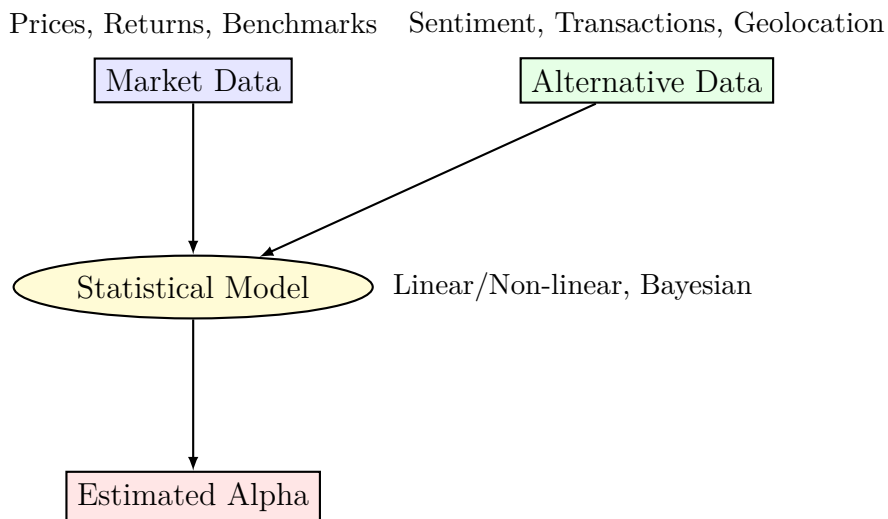 Prices, Returns, Benchmarks
Sentiment, Transactions, Geolocation
Market Data
Alternative Data
Statistical Model
Linear/Non-linear, Bayesian
Estimated Alpha